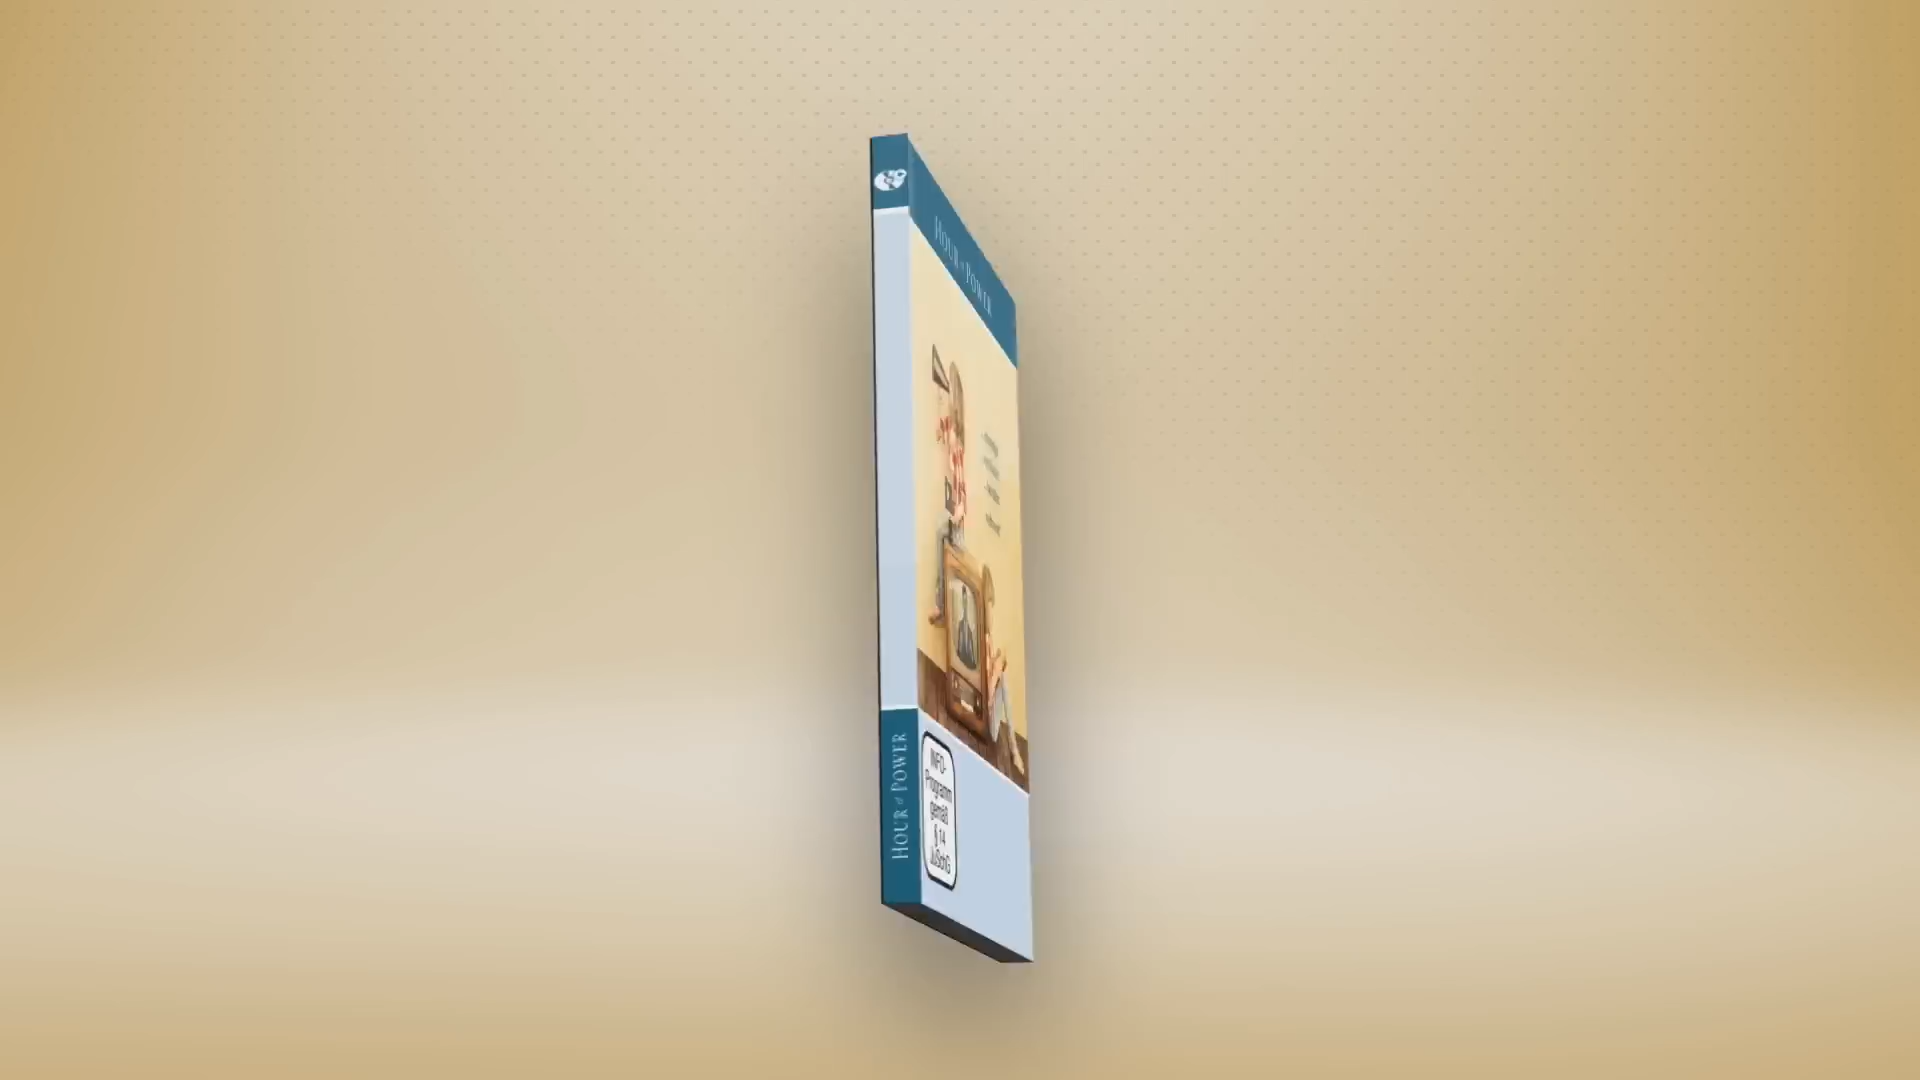 HOUR of POWER
HOUR of POWER
INFO-
Programm
gemäß
§ 14
JuSchG